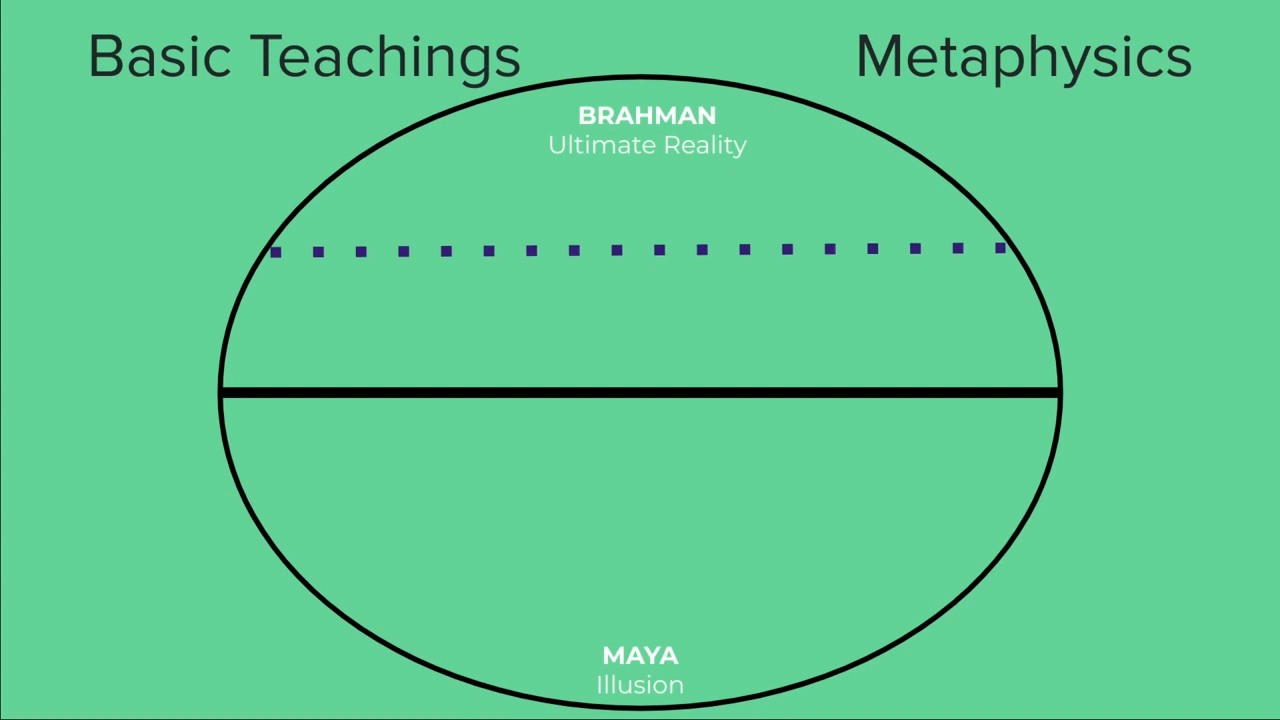 Basic Teachings
Metaphysics
BRAHMAN
Ultimate Reality
MAYA
Illusion